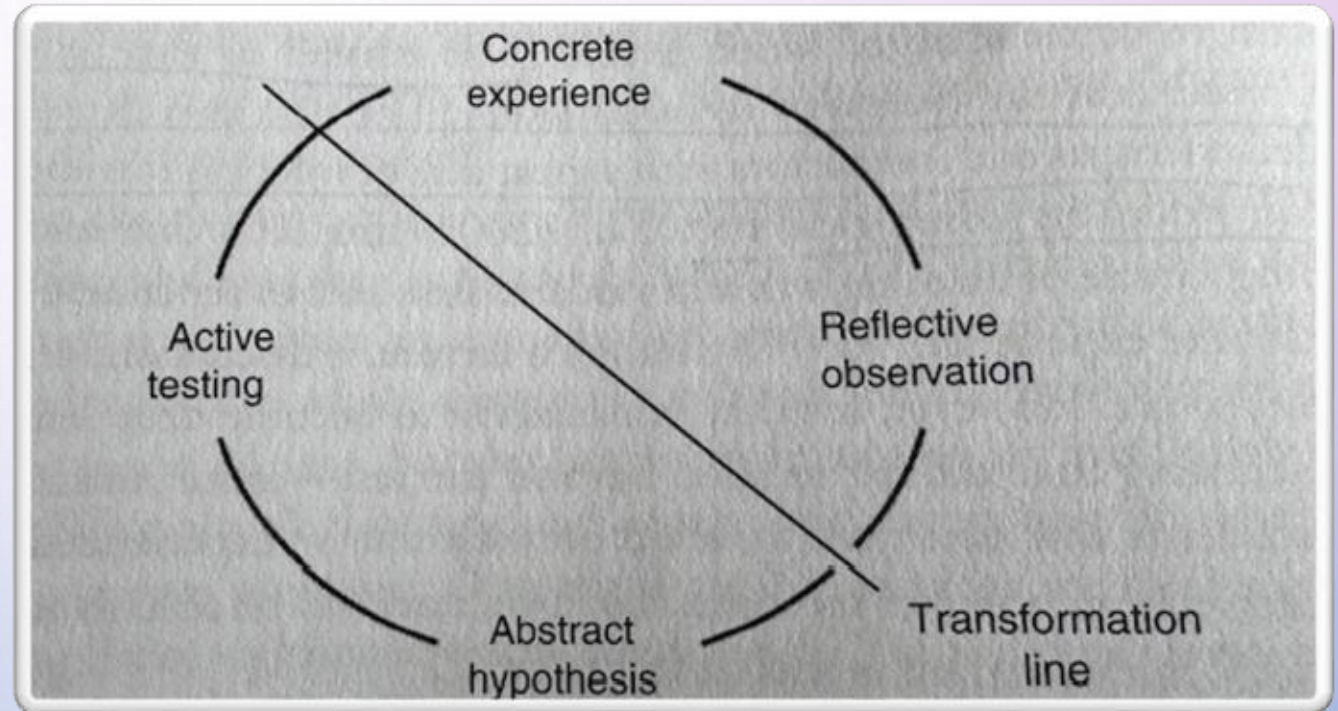 Concrete
experience
Reflective
observation
Active
testing
Abstract
hypothesis
Transformation
line